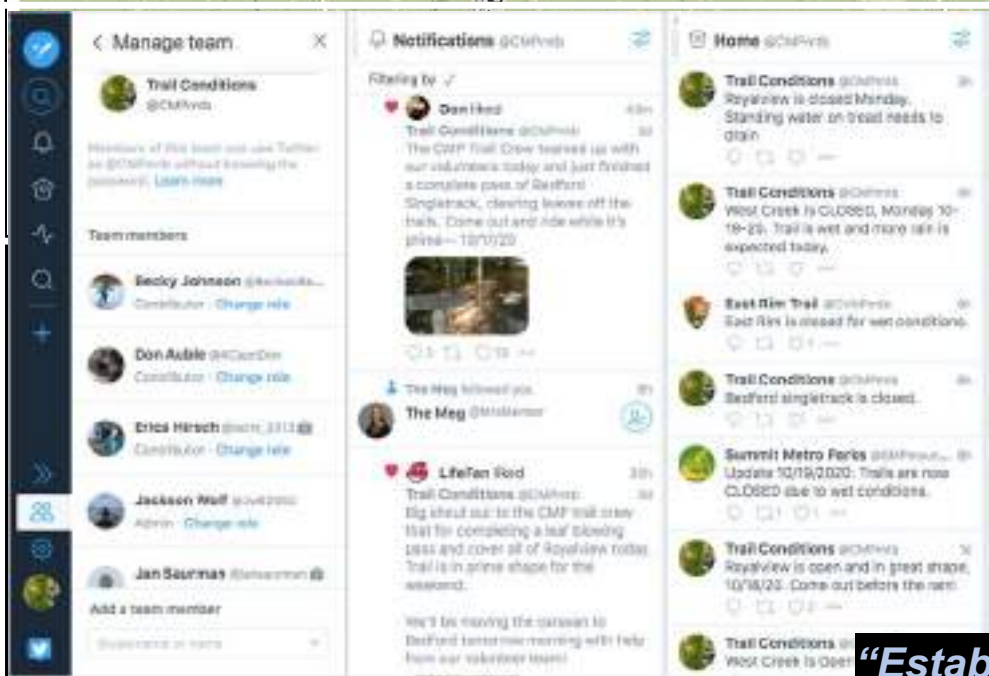 Manage team
Trail Conditions
@CMPmtb
Members of this team can use Twitter
as @CMPmtb without knowing the
password. Learn more
Team members
Becky Johnson
Contributor · Change role
Don Auble
Contributor · Change role
Erica Hirsch
Contributor · Change role
Jackson Wolf
Admin · Change role
Jan Saurman
Add a team member
Notifications @CMPmtb
Filtering by
Don liked
Trail Conditions @CMPmtb
The CMP Trail Crew teamed up with
our volunteers today and just finished
a complete pass of Bedford
Singletrack, clearing leaves off the
trails. Come out and ride while it's
prime— 10/17/20
The Meg followed you
The Meg
LifeFan liked
Trail Conditions @CMPmtb
Big shout out to the CMP trail crew
that for completing a leaf blowing
pass and cover all of Royalview today.
Trail is in prime shape for the
weekend.
We'll be moving the caravan to
Bedford tomorrow morning with help
from our volunteer team!
Home @CMPmtb
Trail Conditions @CMPmtb
Royalview is closed Monday.
Standing water on tread needs to
drain
Trail Conditions @CMPmtb
West Creek is CLOSED, Monday 10-
19-20. Trail is wet and more rain is
expected today.
East Rim Trail
East Rim is closed for wet conditions.
Trail Conditions @CMPmtb
Bedford singletrack is closed.
Summit Metro Parks
Update 10/19/2020: Trails are now
CLOSED due to wet conditions.
Trail Conditions @CMPmtb
Royalview is open and in great shape,
10/18/20. Come out before the rain!
Trail Conditions
West Creek is Open
“Estab